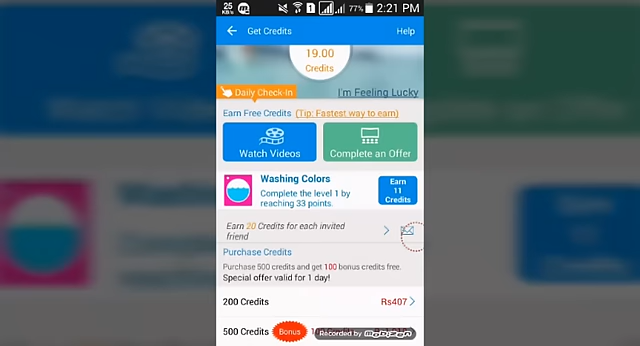 25
KB/s
1
77%
2:21 PM
Get Credits
Help
19.00
Credits
Daily Check-In
I'm Feeling Lucky
Earn Free Credits (Tip: Fastest way to earn)
Watch Videos
Complete an Offer
Washing Colors
Complete the level 1 by
reaching 33 points.
Earn
11
Credits
Earn 20 Credits for each invited
friend
Purchase Credits
Purchase 500 credits and get 100 bonus credits free.
Special offer valid for 1 day!
200 Credits
Rs407
500 Credits
Bonus
Recorded by mobizen